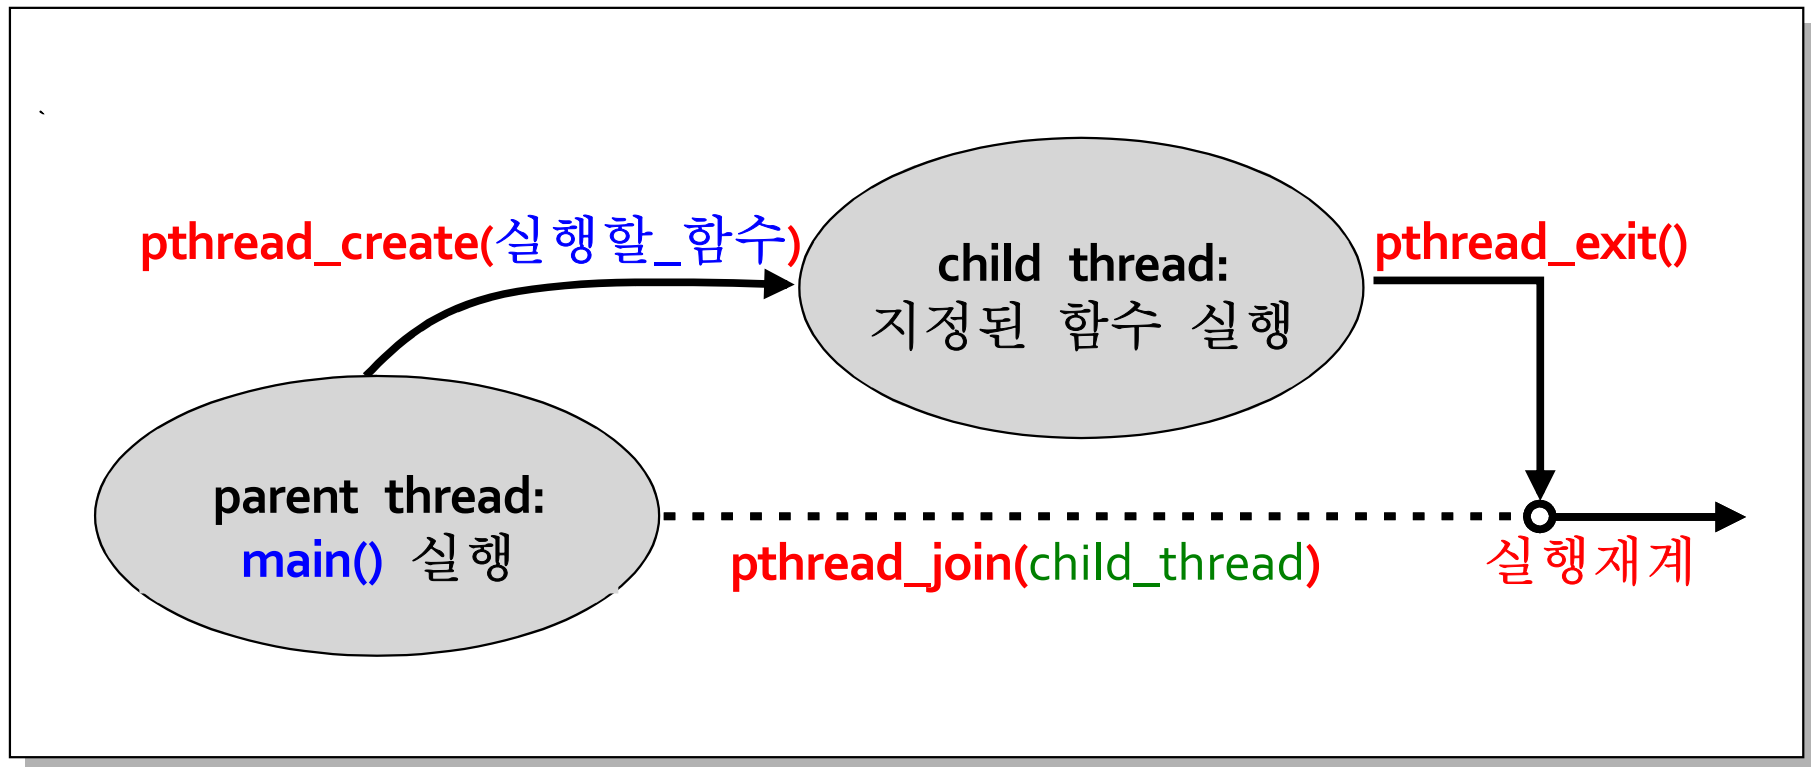 `
pthread_create(실행할_함수)
child thread:
지정된 함수 실행
pthread_exit()
parent thread:
main() 실행
pthread_join(child_thread)
실행재계